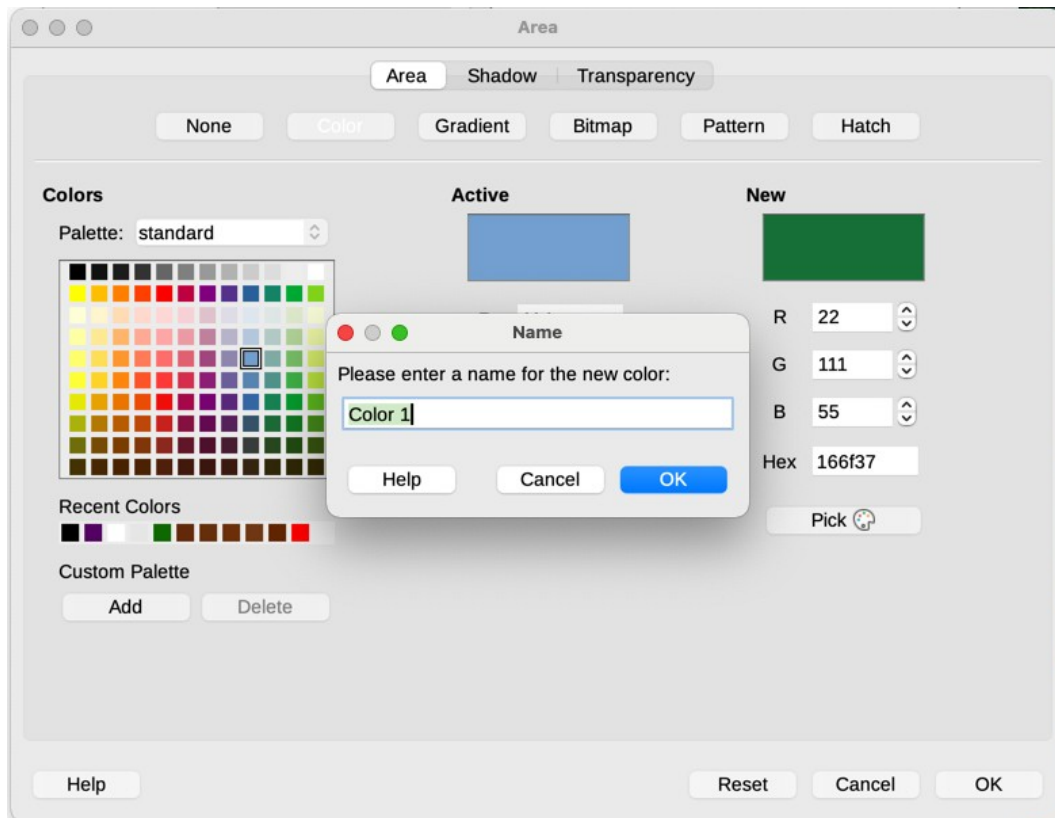 Area
Area Shadow Transparency
None Color Gradient Bitmap Pattern Hatch
Colors Active New
Palette: standard
R 22
G 111
B 55
Hex 166f37
Pick
Name
Please enter a name for the new color:
Color 1
Help Cancel OK
Recent Colors
Custom Palette
Add Delete
Help Reset Cancel OK